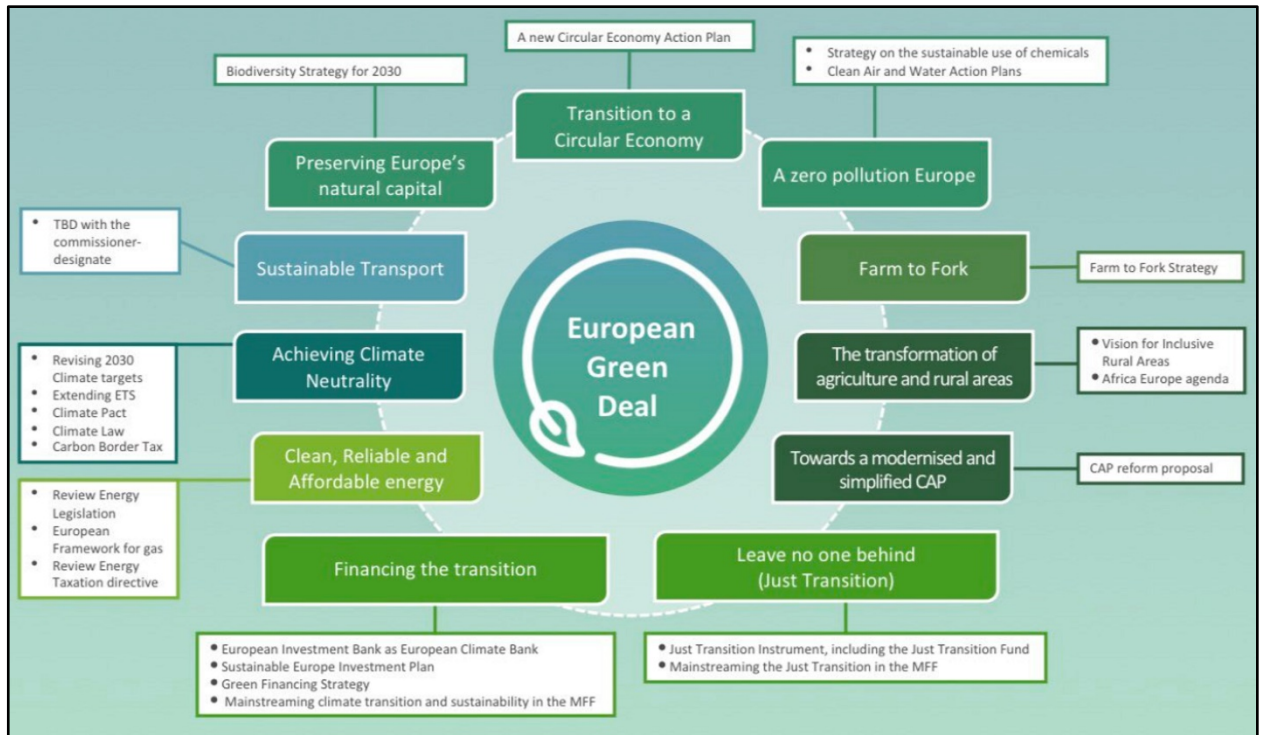 A new Circular Economy Action Plan
Transition to a
Circular Economy
Biodiversity Strategy for 2030
Preserving Europe's
natural capital
• Strategy on the sustainable use of chemicals
• Clean Air and Water Action Plans
A zero pollution Europe
• TBD with the
commissioner-
designate
Sustainable Transport
Farm to Fork
Farm to Fork Strategy
European
Green
Deal
• Revising 2030
Climate targets
• Extending ETS
• Climate Pact
• Climate Law
• Carbon Border Tax
Achieving Climate
Neutrality
The transformation of
agriculture and rural areas
• Vision for Inclusive
Rural Areas
• Africa Europe agenda
Clean, Reliable and
Affordable energy
• Review Energy
Legislation
• European
Framework for gas
• Review Energy
Taxation directive
Towards a modernised and
simplified CAP
CAP reform proposal
Financing the transition
• European Investment Bank as European Climate Bank
• Sustainable Europe Investment Plan
• Green Financing Strategy
• Mainstreaming climate transition and sustainability in the MFF
Leave no one behind
(Just Transition)
• Just Transition Instrument, including the Just Transition Fund
• Mainstreaming the Just Transition in the MFF